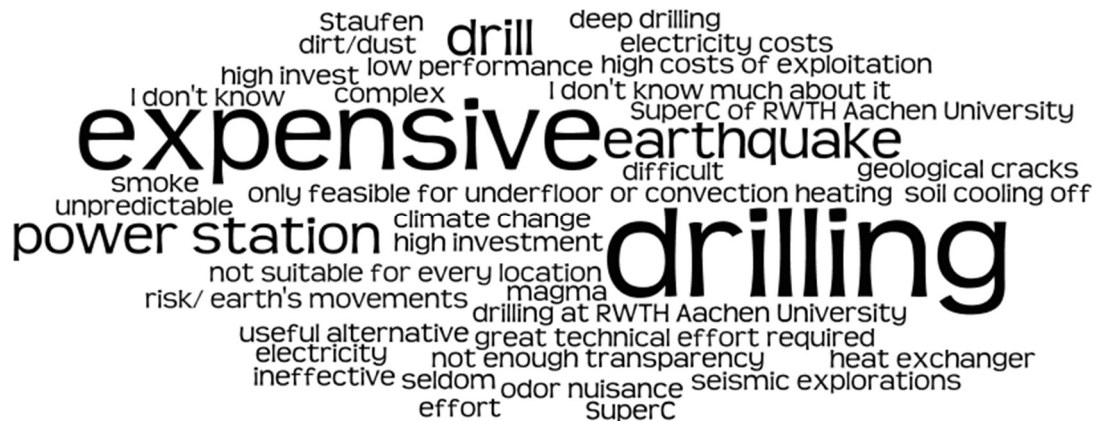 Staufen
deep drilling
dirt/dust
drill
electricity costs
high invest
low performance
high costs of exploitation
I don't know
complex
I don't know much about it
SuperC of RWTH Aachen University
expensive
earthquake
difficult
geological cracks
smoke
only feasible for underfloor or convection heating
soil cooling off
unpredictable
climate change
power station
high investment
drilling
not suitable for every location
risk/ earth's movements
magma
drilling at RWTH Aachen University
useful alternative
great technical effort required
electricity
not enough transparency
heat exchanger
ineffective
seldom
odor nuisance
seismic explorations
effort
SuperC